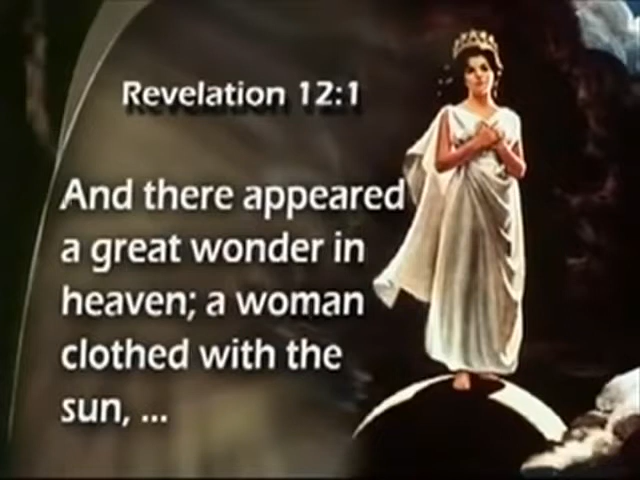 Revelation 12:1
And there appeared
a great wonder in
heaven; a woman
clothed with the
sun, ...